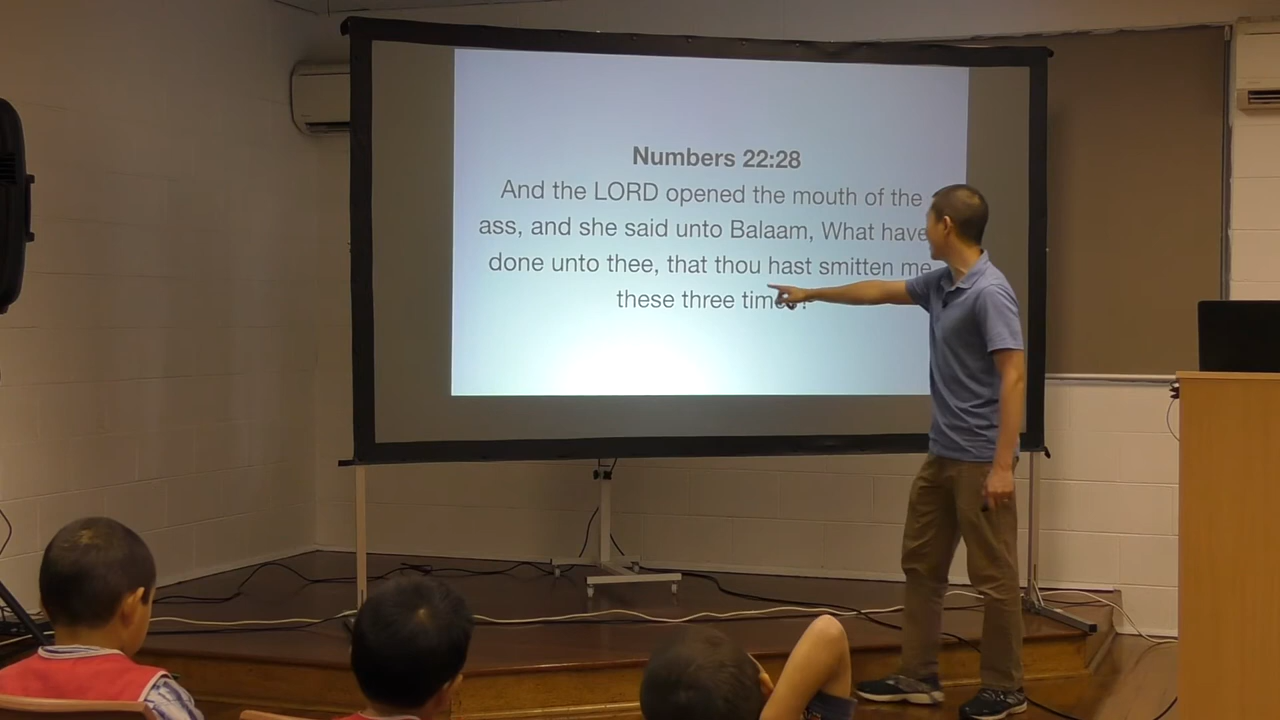 Numbers 22:28
And the LORD opened the mouth of the
ass, and she said unto Balaam, What have
done unto thee, that thou hast smitten me
these three times?